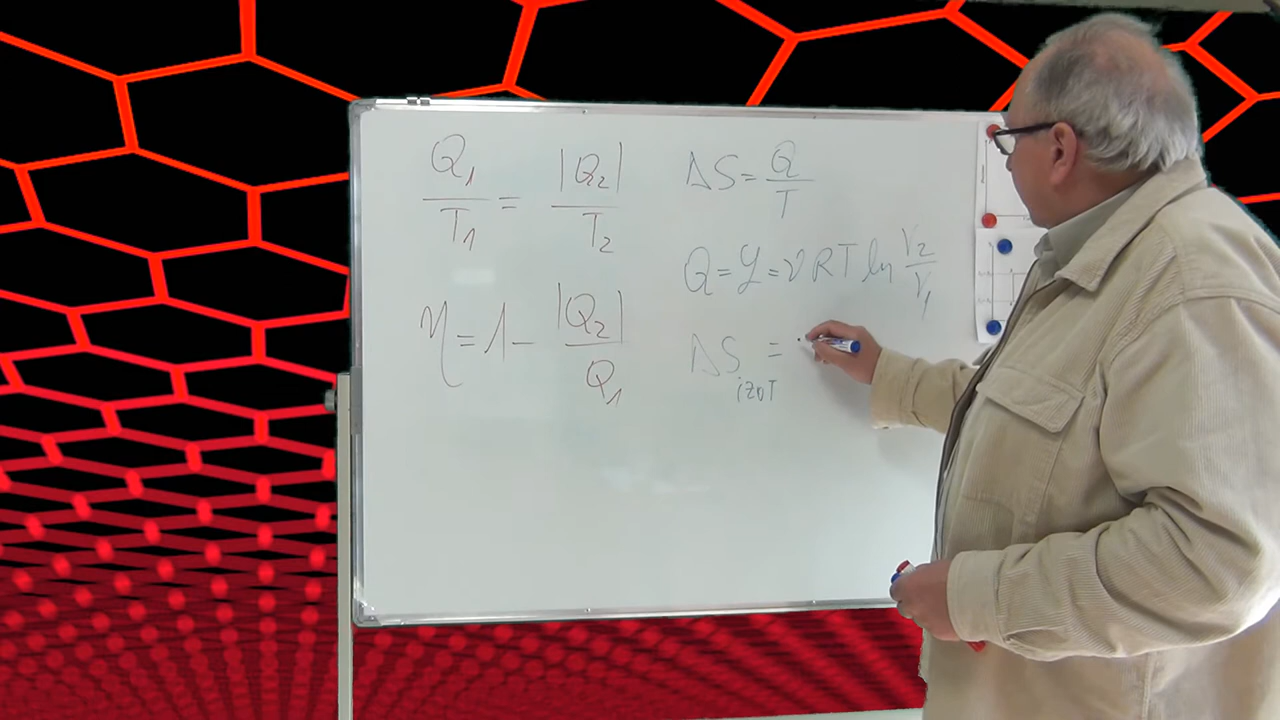 Q₁/T₁ = |Q₂|/T₂
η = 1 - |Q₂|/Q₁
ΔS = Q/T
Q = L = νRT ln V₂/V₁
ΔS izoT =